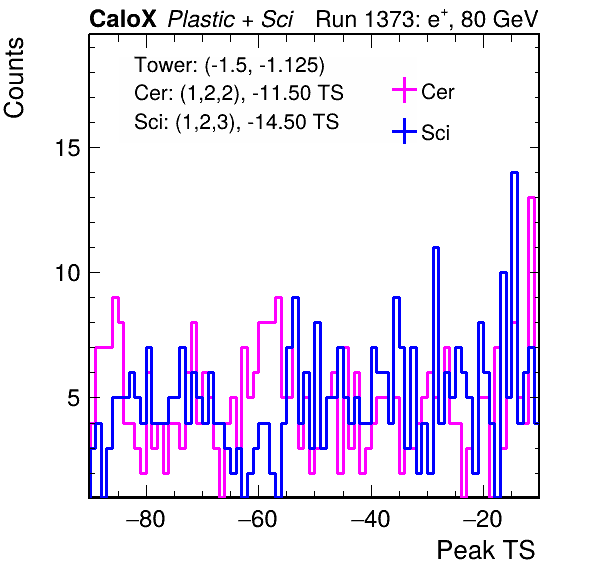 CaloX Plastic + Sci Run 1373: e+, 80 GeV
Counts
Tower: (-1.5, -1.125)
Cer: (1,2,2), -11.50 TS
Sci: (1,2,3), -14.50 TS
Cer
Sci
15
10
5
−80 −60 −40 −20
Peak TS